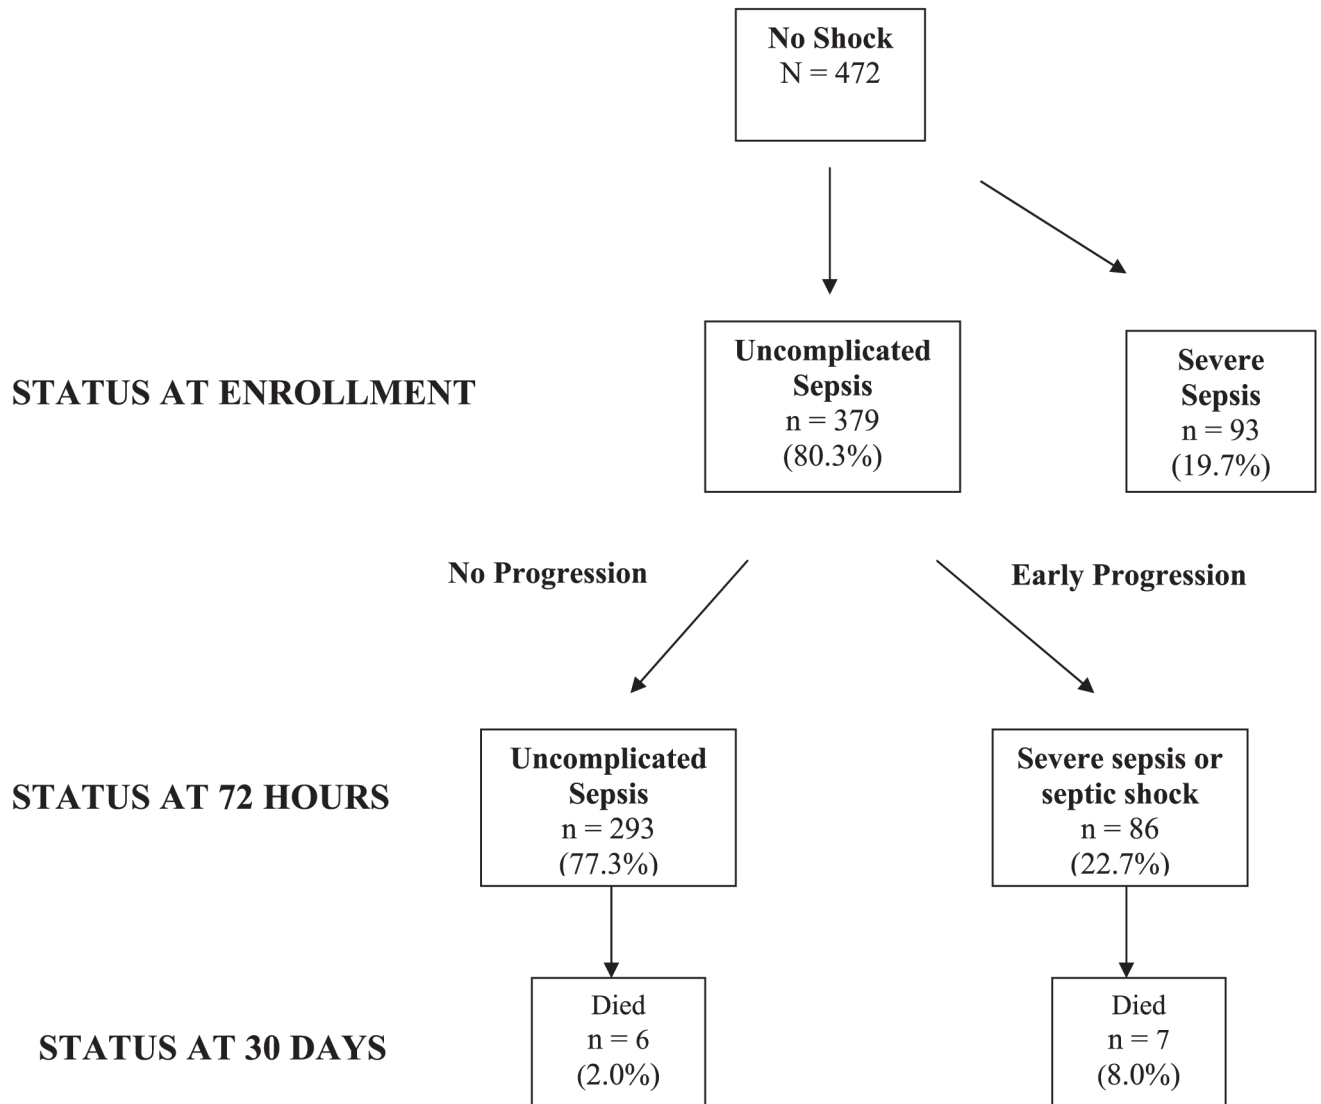 No Shock
N = 472
STATUS AT ENROLLMENT
Uncomplicated
Sepsis
n = 379
(80.3%)
Severe
Sepsis
n = 93
(19.7%)
No Progression
Early Progression
STATUS AT 72 HOURS
Uncomplicated
Sepsis
n = 293
(77.3%)
Severe sepsis or
septic shock
n = 86
(22.7%)
STATUS AT 30 DAYS
Died
n = 6
(2.0%)
Died
n = 7
(8.0%)